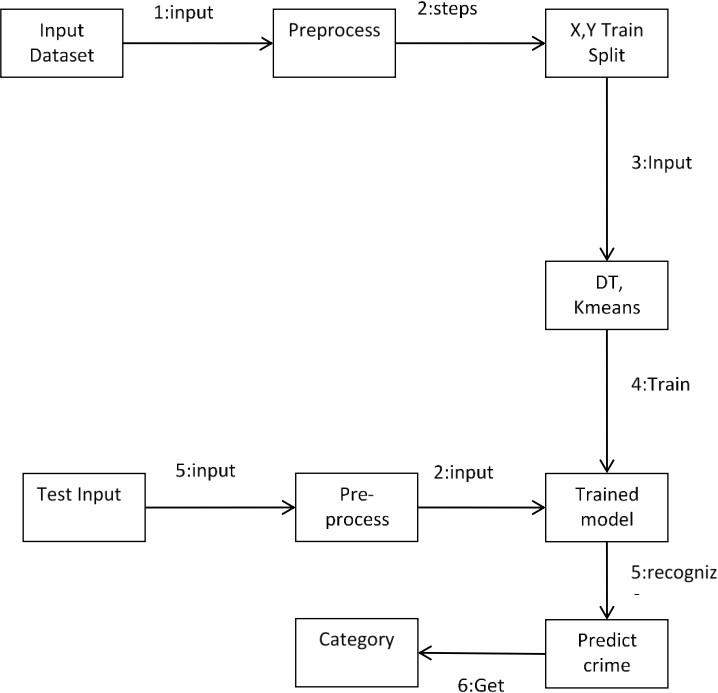 1:input
2:steps
Input
Dataset
Preprocess
X,Y Train
Split
3:Input
DT,
Kmeans
4:Train
5:input
2:input
Test Input
Pre-
process
Trained
model
5:recogniz
Category
Predict
crime
6:Get